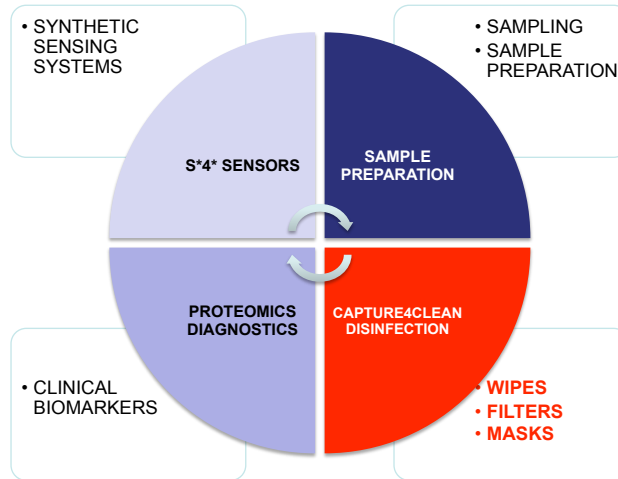 • SYNTHETIC
SENSING
SYSTEMS
• SAMPLING
• SAMPLE
PREPARATION
S*4* SENSORS
SAMPLE
PREPARATION
PROTEOMICS
DIAGNOSTICS
CAPTURE4CLEAN
DISINFECTION
• CLINICAL
BIOMARKERS
• WIPES
• FILTERS
• MASKS